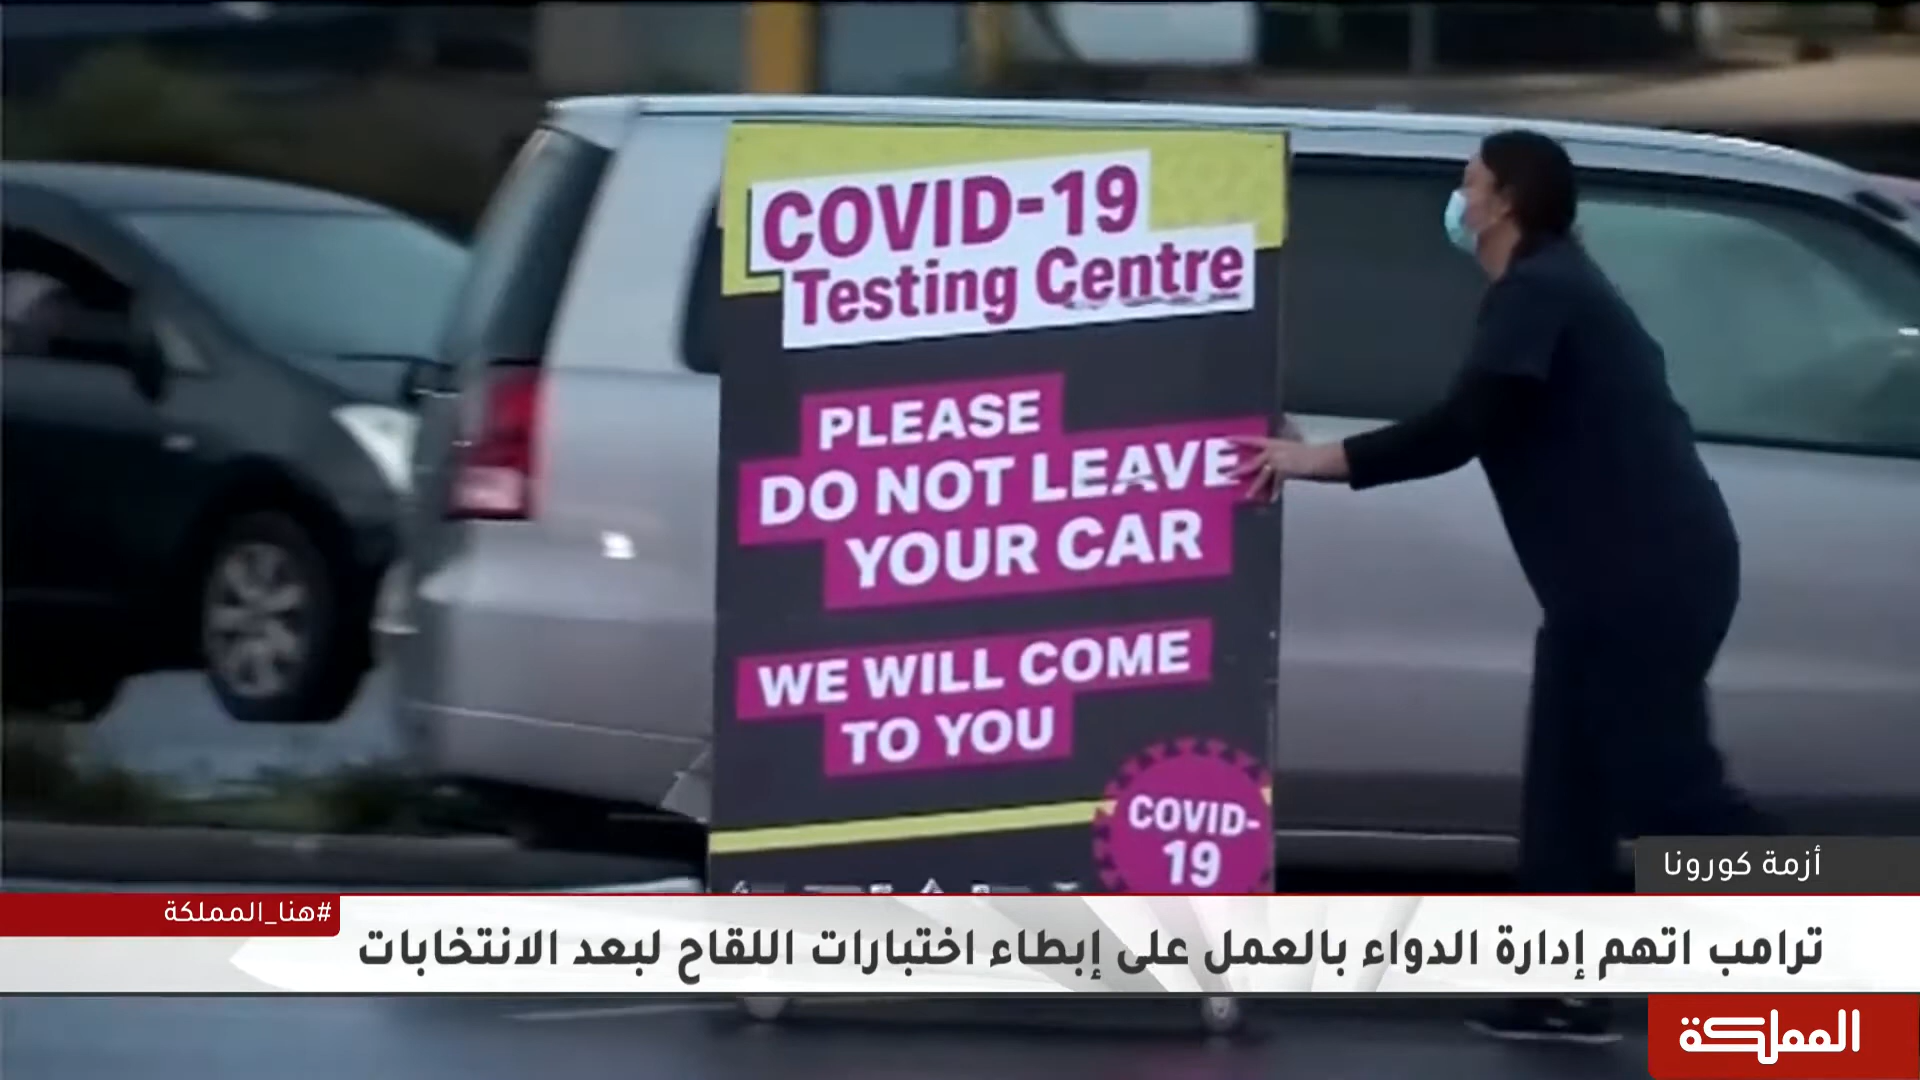 COVID-19
Testing Centre
PLEASE
DO NOT LEAVE
YOUR CAR
WE WILL COME
TO YOU
COVID-
19
أزمة كورونا
#هنا_المملكة
ترامب اتهم إدارة الدواء بالعمل على إبطاء اختبارات اللقاح لبعد الانتخابات
المملكة